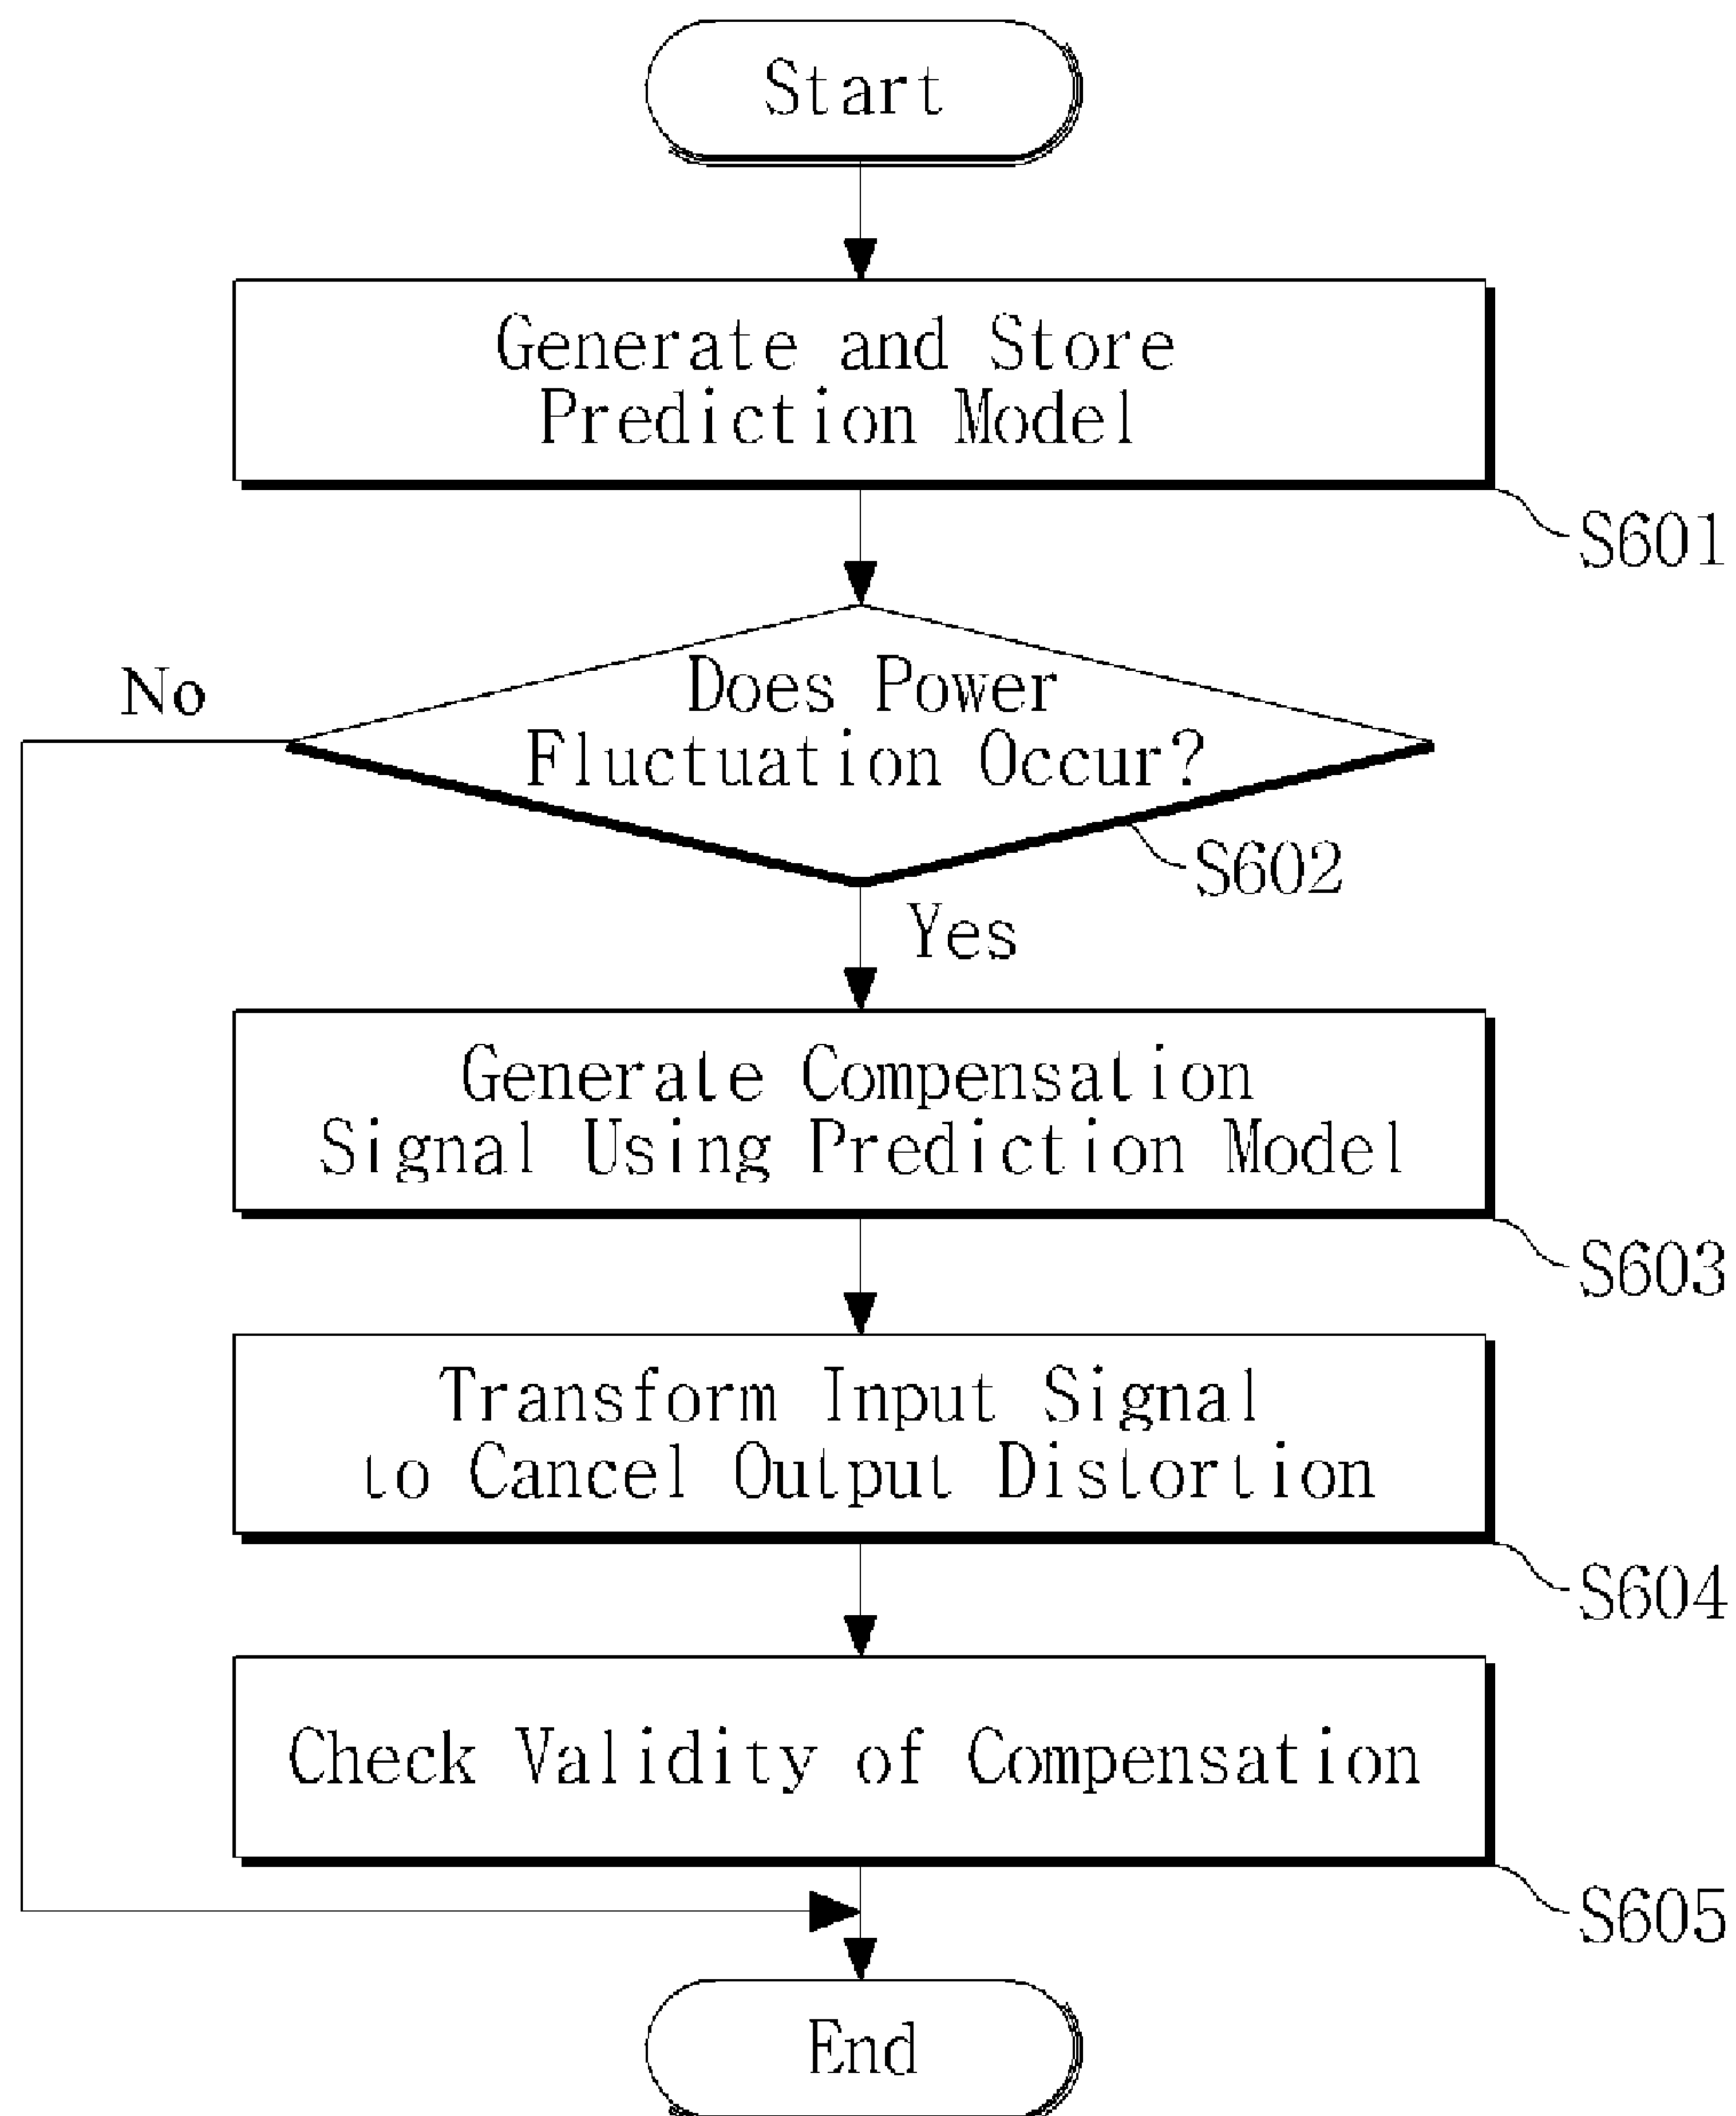 Start
Generate and Store
Prediction Model
S601
No
Does Power
Fluctuation Occur?
S602
Yes
Generate Compensation
Signal Using Prediction Model
S603
Transform Input Signal
to Cancel Output Distortion
S604
Check Validity of Compensation
S605
End